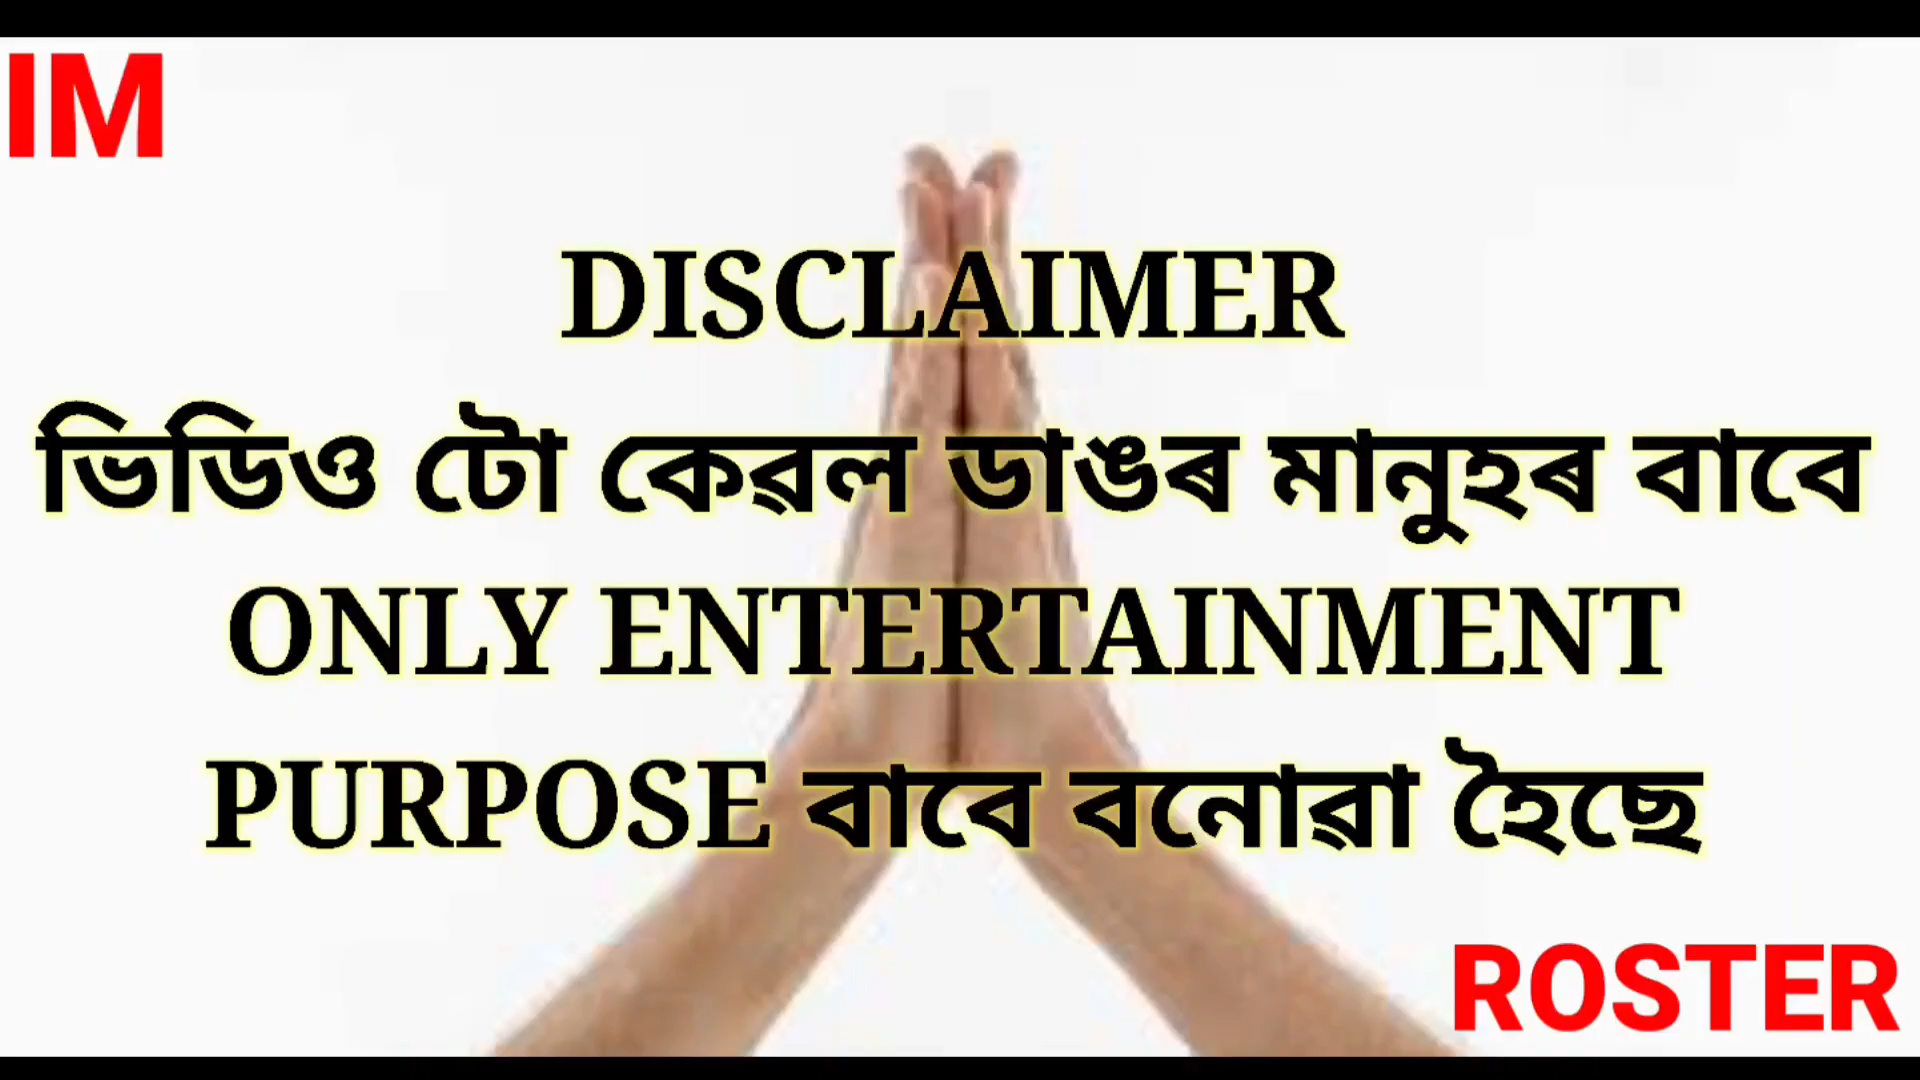 IM
DISCLAIMER
ভিডিও টো কেৱল ডাঙৰ মানুহৰ বাবে
ONLY ENTERTAINMENT
PURPOSE বাবে বনোৱা হৈছে
ROSTER